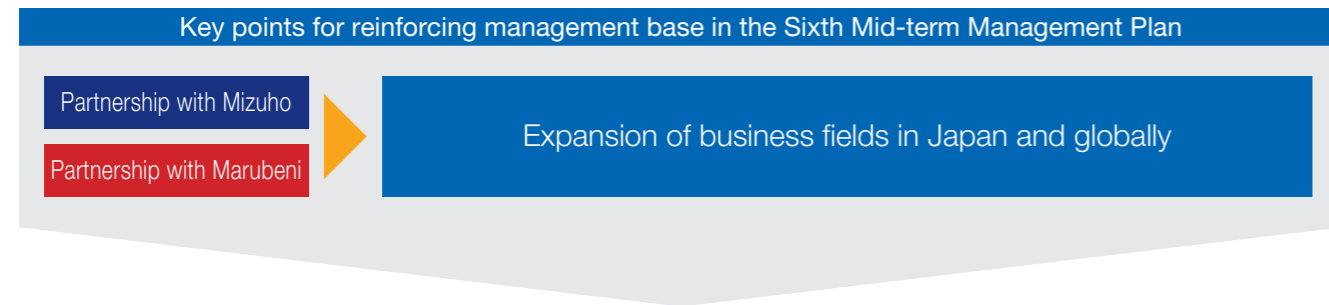 Key points for reinforcing management base in the Sixth Mid-term Management Plan
Partnership with Mizuho
Partnership with Marubeni
Expansion of business fields in Japan and globally